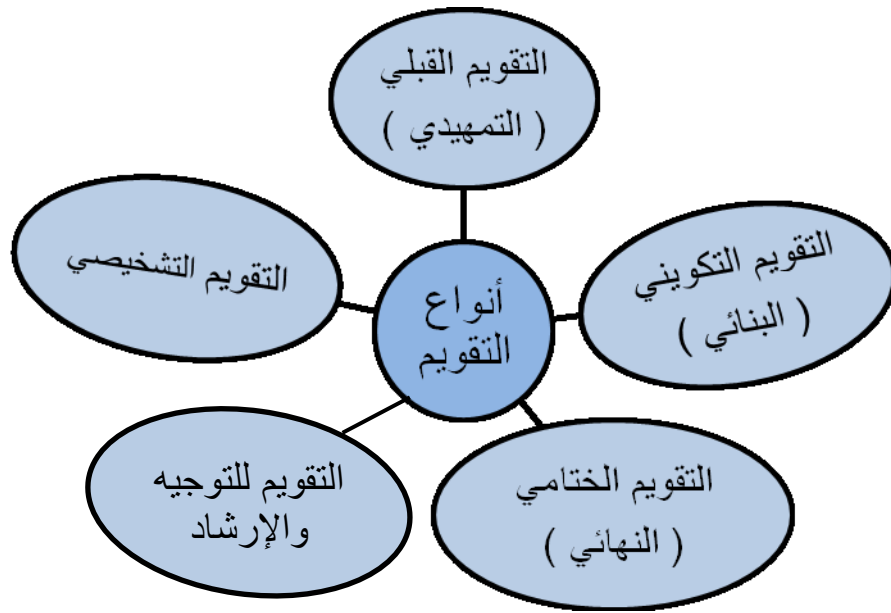 التقويم القبلي
( التمهيدي )
التقويم التكويني
( البنائي )
التقويم التشخيصي
أنواع
التقويم
التقويم الختامي
( النهائي )
التقويم للتوجيه
والإرشاد